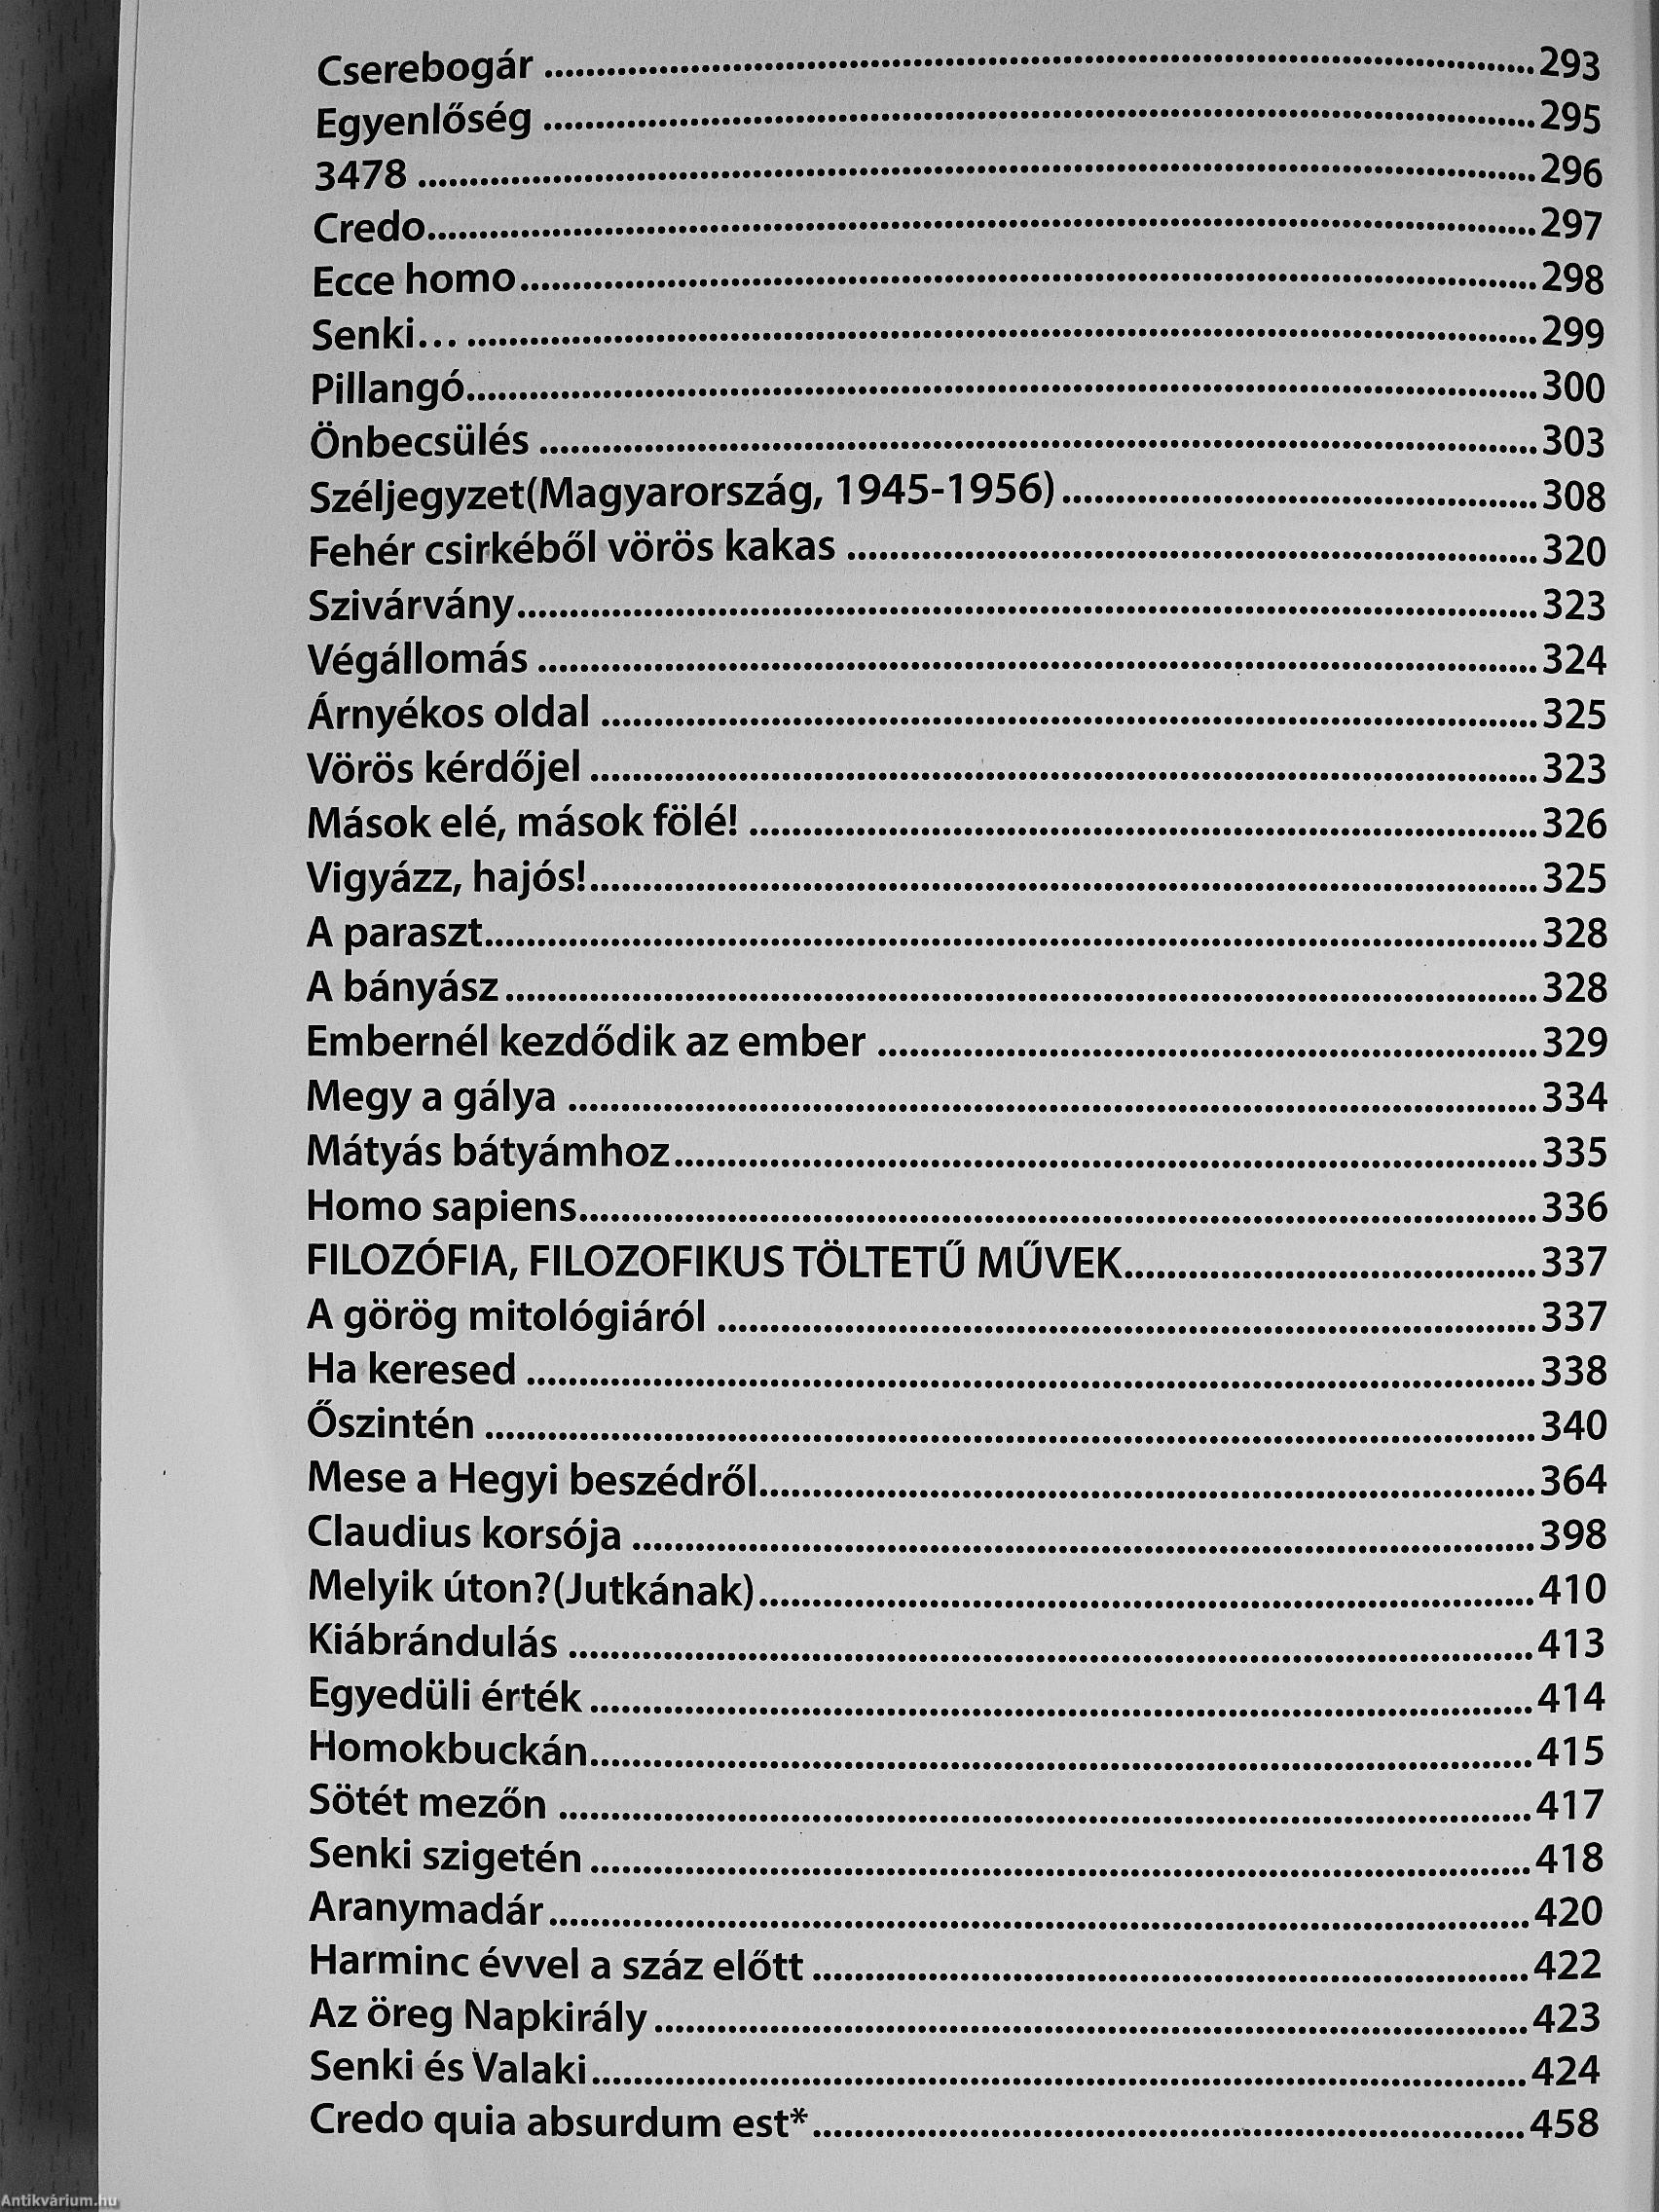 Cserebogár ........ 293
Egyenlőség ........ 295
3478 ........ 296
Credo ........ 297
Ecce homo ........ 298
Senki... ........ 299
Pillangó ........ 300
Önbecsülés ........ 303
Széljegyzet(Magyarország, 1945-1956) ........ 308
Fehér csirkéből vörös kakas ........ 320
Szivárvány ........ 323
Végállomás ........ 324
Árnyékos oldal ........ 325
Vörös kérdőjel ........ 323
Mások elé, mások fölé! ........ 326
Vigyázz, hajós! ........ 325
A paraszt ........ 328
A bányász ........ 328
Embernél kezdődik az ember ........ 329
Megy a gálya ........ 334
Mátyás bátyámhoz ........ 335
Homo sapiens ........ 336
FILOZÓFIA, FILOZOFIKUS TÖLTETŰ MŰVEK ........ 337
A görög mitológiáról ........ 337
Ha keresed ........ 338
Őszintén ........ 340
Mese a Hegyi beszédről ........ 364
Claudius korsója ........ 398
Melyik úton?(Jutkának) ........ 410
Kiábrándulás ........ 413
Egyedüli érték ........ 414
Homokbuckán ........ 415
Sötét mezőn ........ 417
Senki szigetén ........ 418
Aranymadár ........ 420
Harminc évvel a száz előtt ........ 422
Az öreg Napkirály ........ 423
Senki és Valaki ........ 424
Credo quia absurdum est* ........ 458
Antikvárium.hu